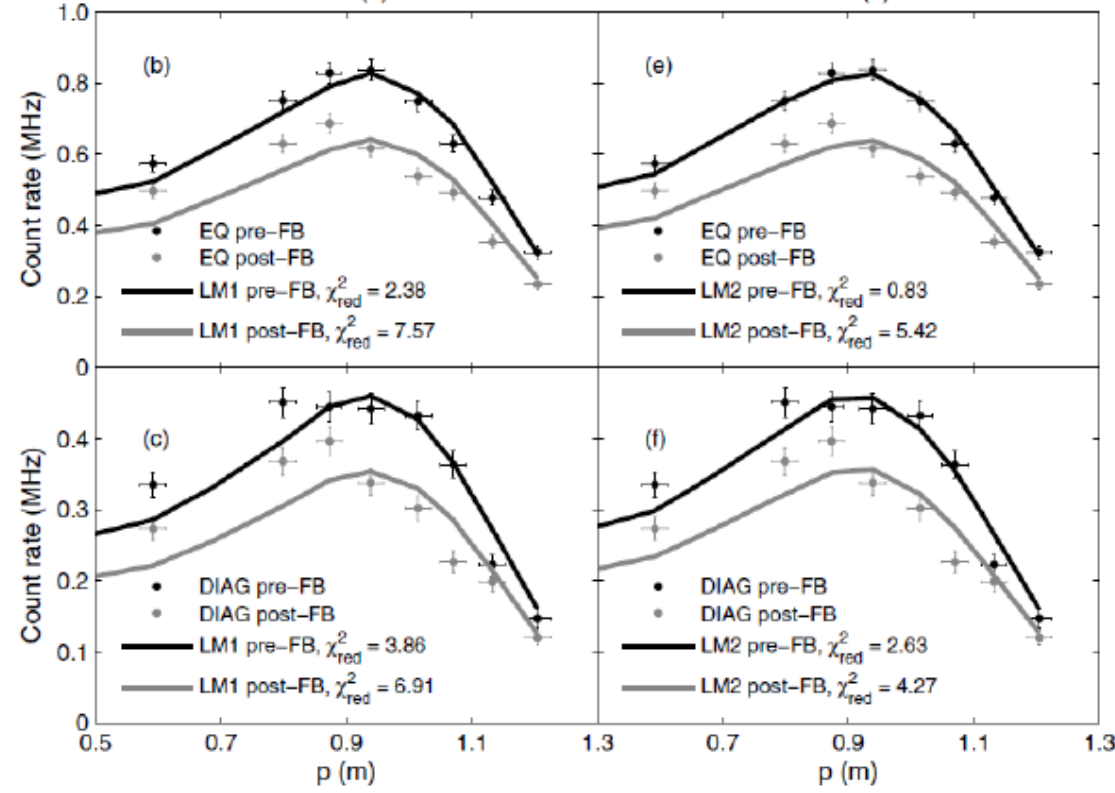 1.0
0.8
0.6
0.4
0.2
0
Count rate (MHz)
(b)
EQ pre-FB
EQ post-FB
LM1 pre-FB, χ²red = 2.38
LM1 post-FB, χ²red = 7.57
(e)
EQ pre-FB
EQ post-FB
LM2 pre-FB, χ²red = 0.83
LM2 post-FB, χ²red = 5.42
0.4
0.3
0.2
0.1
0
Count rate (MHz)
(c)
DIAG pre-FB
DIAG post-FB
LM1 pre-FB, χ²red = 3.86
LM1 post-FB, χ²red = 6.91
(f)
DIAG pre-FB
DIAG post-FB
LM2 pre-FB, χ²red = 2.63
LM2 post-FB, χ²red = 4.27
0.5 0.7 0.9 1.1 1.3 0.7 0.9 1.1 1.3
p (m) p (m)